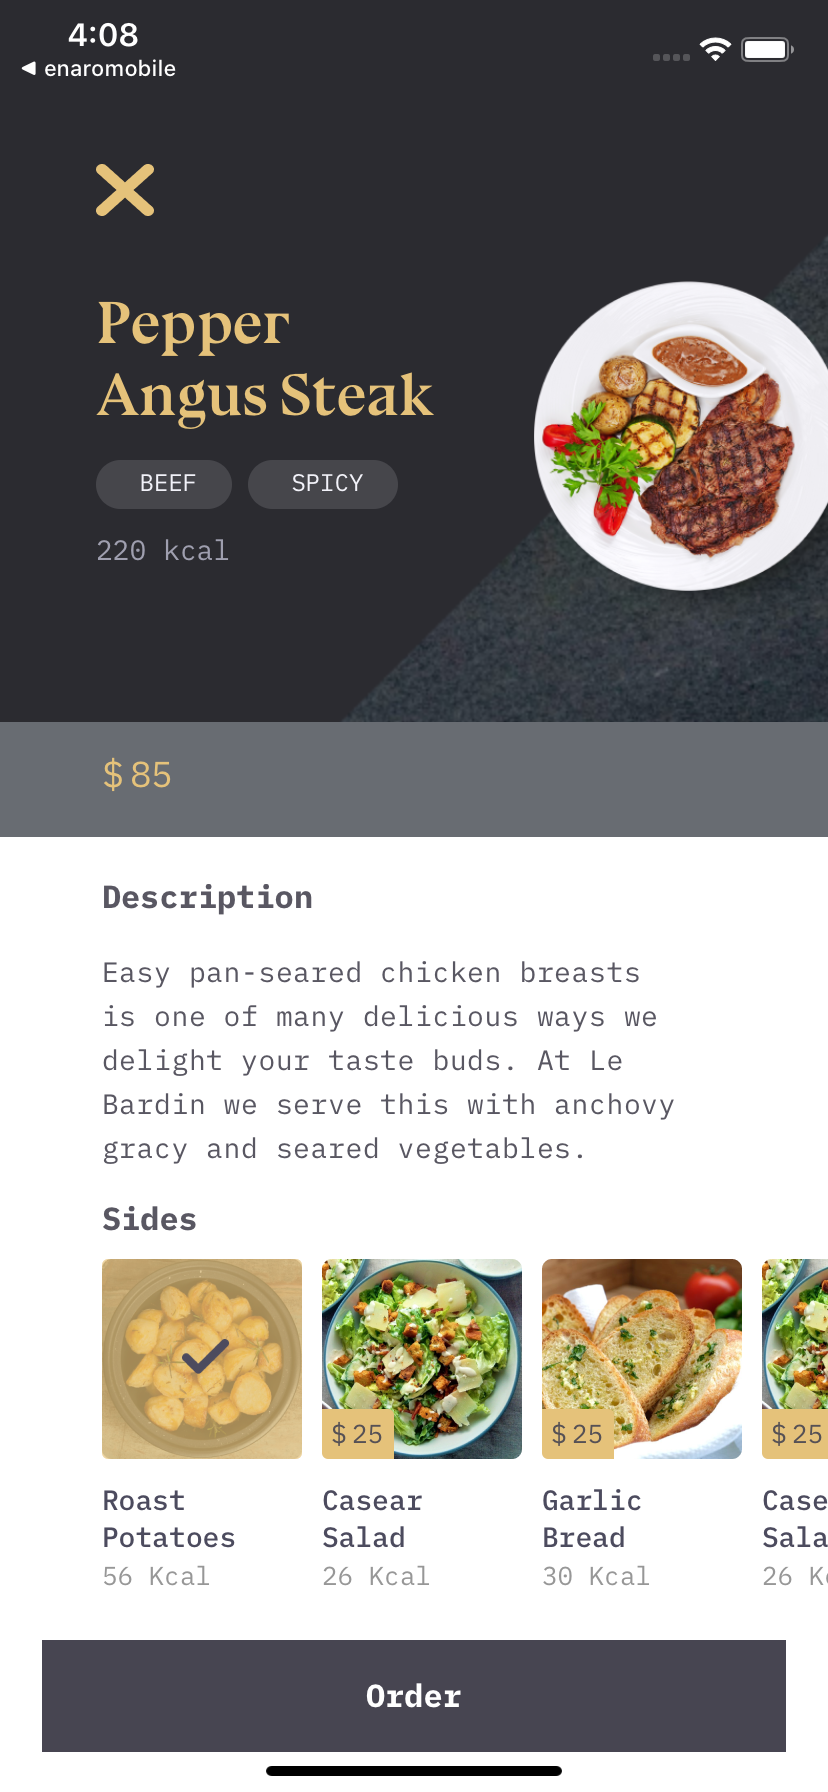 4:08
◀ enaromobile
Pepper
Angus Steak
BEEF SPICY
220 kcal
$ 85
Description
Easy pan-seared chicken breasts
is one of many delicious ways we
delight your taste buds. At Le
Bardin we serve this with anchovy
gracy and seared vegetables.
Sides
$ 25 $ 25 $ 25
Roast Casear Garlic Case
Potatoes Salad Bread Sala
56 Kcal 26 Kcal 30 Kcal 26 K
Order